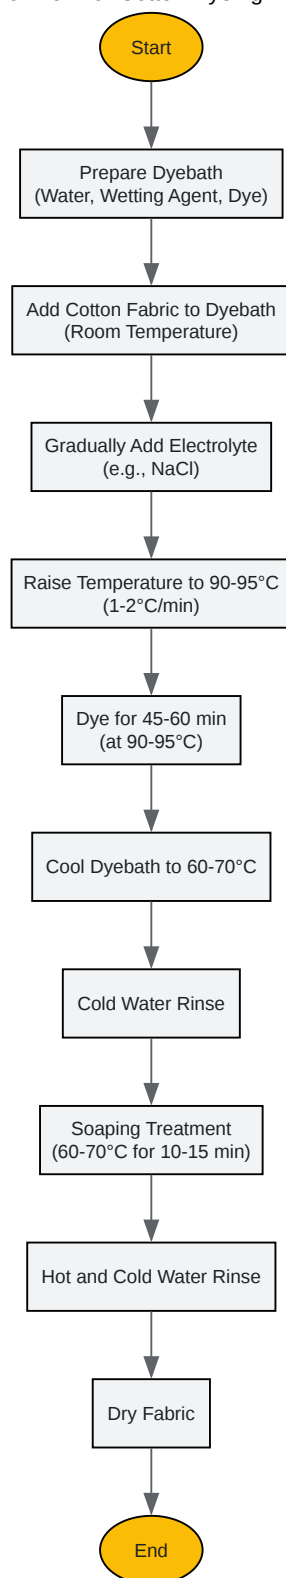 Start
Prepare Dyebath
(Water, Wetting Agent, Dye)
Add Cotton Fabric to Dyebath
(Room Temperature)
Gradually Add Electrolyte
(e.g., NaCl)
Raise Temperature to 90-95°C
(1-2°C/min)
Dye for 45-60 min
(at 90-95°C)
Cool Dyebath to 60-70°C
Cold Water Rinse
Soaping Treatment
(60-70°C for 10-15 min)
Hot and Cold Water Rinse
Dry Fabric
End